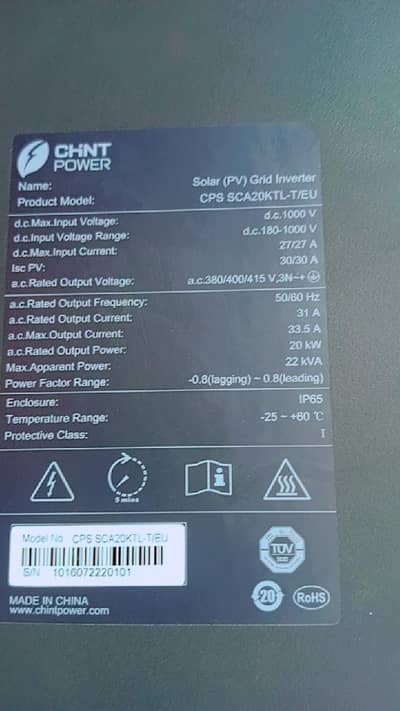 CHNT
POWER
Name: Solar (PV) Grid Inverter
Product Model: CPS SCA20KTL-T/EU
d.c.Max.Input Voltage: d.c.1000 V
d.c.Input Voltage Range: d.c.180-1000 V
d.c.Max.Input Current: 27/27 A
Isc PV: 30/30 A
a.c.Rated Output Voltage: a.c.380/400/415 V,3N~+
a.c.Rated Output Frequency: 50/60 Hz
a.c.Rated Output Current: 31 A
a.c.Max.Output Current: 33.5 A
a.c.Rated Output Power: 20 kW
Max.Apparent Power: 22 kVA
Power Factor Range: -0.8(lagging) ~ 0.8(leading)
Enclosure: IP65
Temperature Range: -25 ~ +60 ℃
Protective Class: I
5 mins
Model No CPS SCA20KTL-T/EU
S/N 1016072220101
TÜV
MADE IN CHINA
www.chintpower.com
20
RoHS